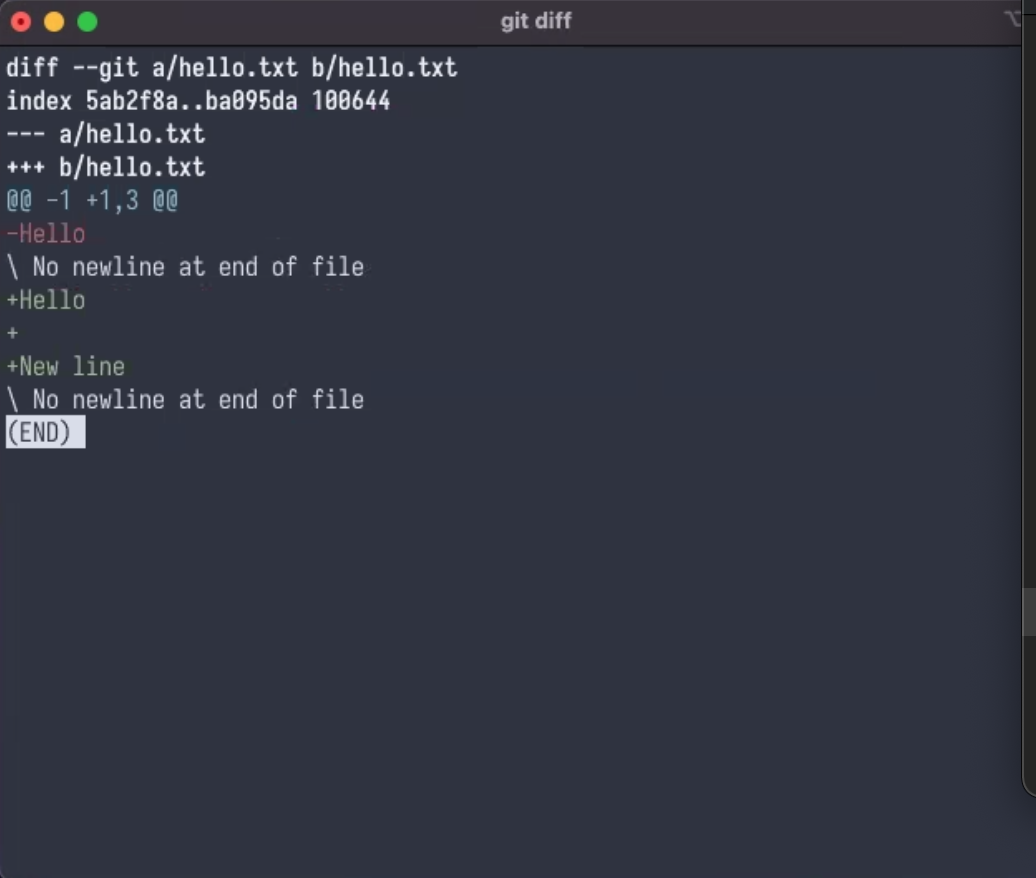 git diff
diff --git a/hello.txt b/hello.txt
index 5ab2f8a..ba095da 100644
--- a/hello.txt
+++ b/hello.txt
@@ -1 +1,3 @@
-Hello
\ No newline at end of file
+Hello
+
+New line
\ No newline at end of file
(END)